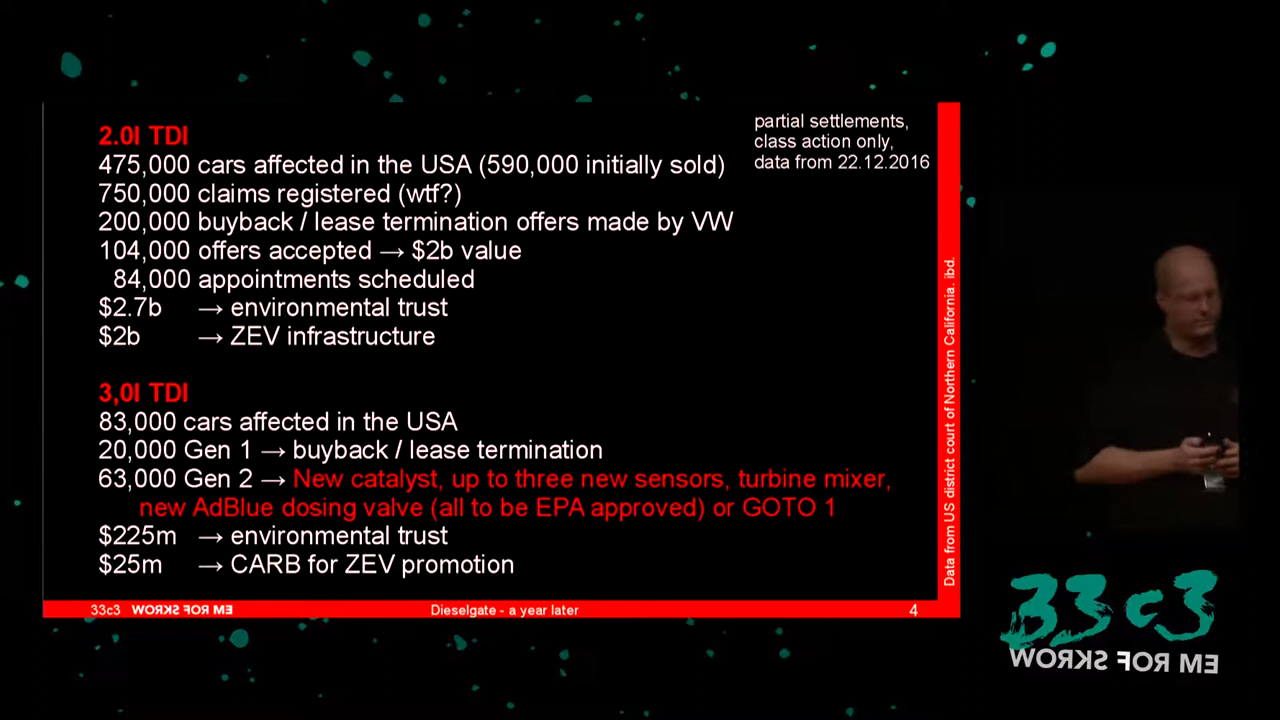 2.0l TDI
475,000 cars affected in the USA (590,000 initially sold)
750,000 claims registered (wtf?)
200,000 buyback / lease termination offers made by VW
104,000 offers accepted → $2b value
84,000 appointments scheduled
$2.7b → environmental trust
$2b → ZEV infrastructure
partial settlements,
class action only,
data from 22.12.2016
3,0l TDI
83,000 cars affected in the USA
20,000 Gen 1 → buyback / lease termination
63,000 Gen 2 → New catalyst, up to three new sensors, turbine mixer,
new AdBlue dosing valve (all to be EPA approved) or GOTO 1
$225m → environmental trust
$25m → CARB for ZEV promotion
Data from US district court of Northern California. ibd.
33c3 WORKS FOR ME Dieselgate - a year later 4
33c3
WORKS FOR ME